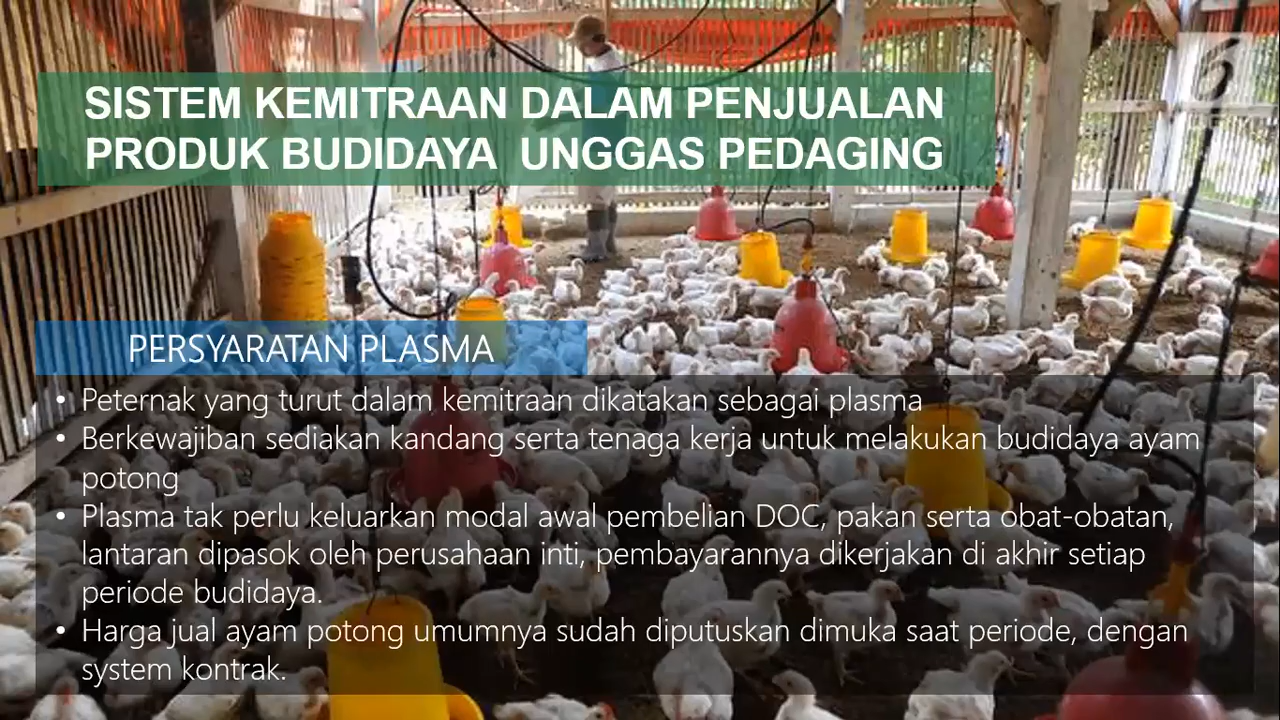 SISTEM KEMITRAAN DALAM PENJUALAN
PRODUK BUDIDAYA UNGGAS PEDAGING
PERSYARATAN PLASMA
• Peternak yang turut dalam kemitraan dikatakan sebagai plasma
• Berkewajiban sediakan kandang serta tenaga kerja untuk melakukan budidaya ayam
potong
• Plasma tak perlu keluarkan modal awal pembelian DOC, pakan serta obat-obatan,
lantaran dipasok oleh perusahaan inti, pembayarannya dikerjakan di akhir setiap
periode budidaya.
• Harga jual ayam potong umumnya sudah diputuskan dimuka saat periode, dengan
system kontrak.